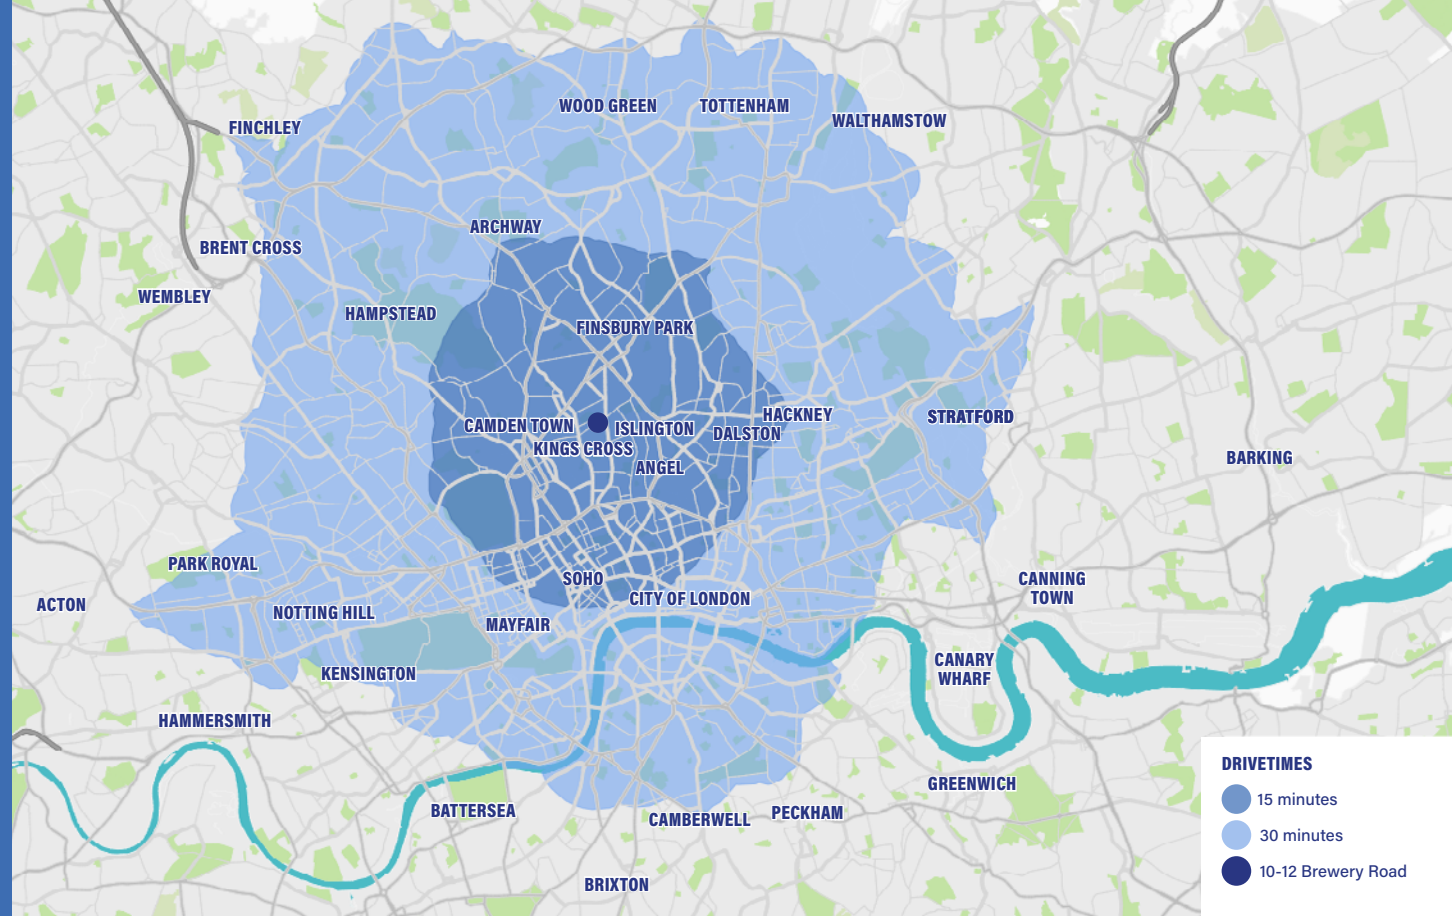 WOOD GREEN
TOTTENHAM
WALTHAMSTOW
FINCHLEY
ARCHWAY
BRENT CROSS
WEMBLEY
HAMPSTEAD
FINSBURY PARK
HACKNEY
STRATFORD
CAMDEN TOWN
ISLINGTON
DALSTON
KINGS CROSS
ANGEL
BARKING
PARK ROYAL
SOHO
CANNING
TOWN
ACTON
CITY OF LONDON
NOTTING HILL
MAYFAIR
CANARY
WHARF
KENSINGTON
HAMMERSMITH
GREENWICH
BATTERSEA
PECKHAM
CAMBERWELL
BRIXTON
DRIVETIMES
15 minutes
30 minutes
10-12 Brewery Road